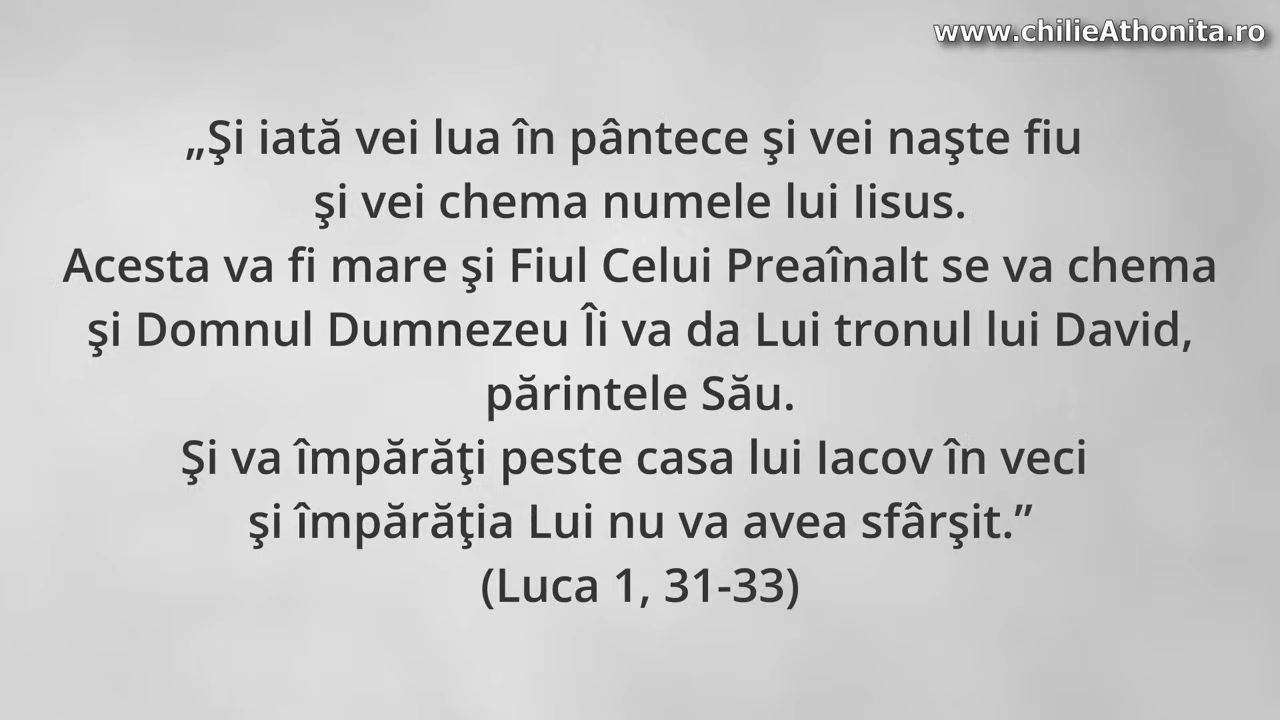 www.chilieAthonita.ro
„Şi iată vei lua în pântece şi vei naşte fiu
şi vei chema numele lui Iisus.
Acesta va fi mare şi Fiul Celui Preaînalt se va chema
şi Domnul Dumnezeu Îi va da Lui tronul lui David,
părintele Său.
Şi va împărăţi peste casa lui Iacov în veci
şi împărăţia Lui nu va avea sfârşit.”
(Luca 1, 31-33)